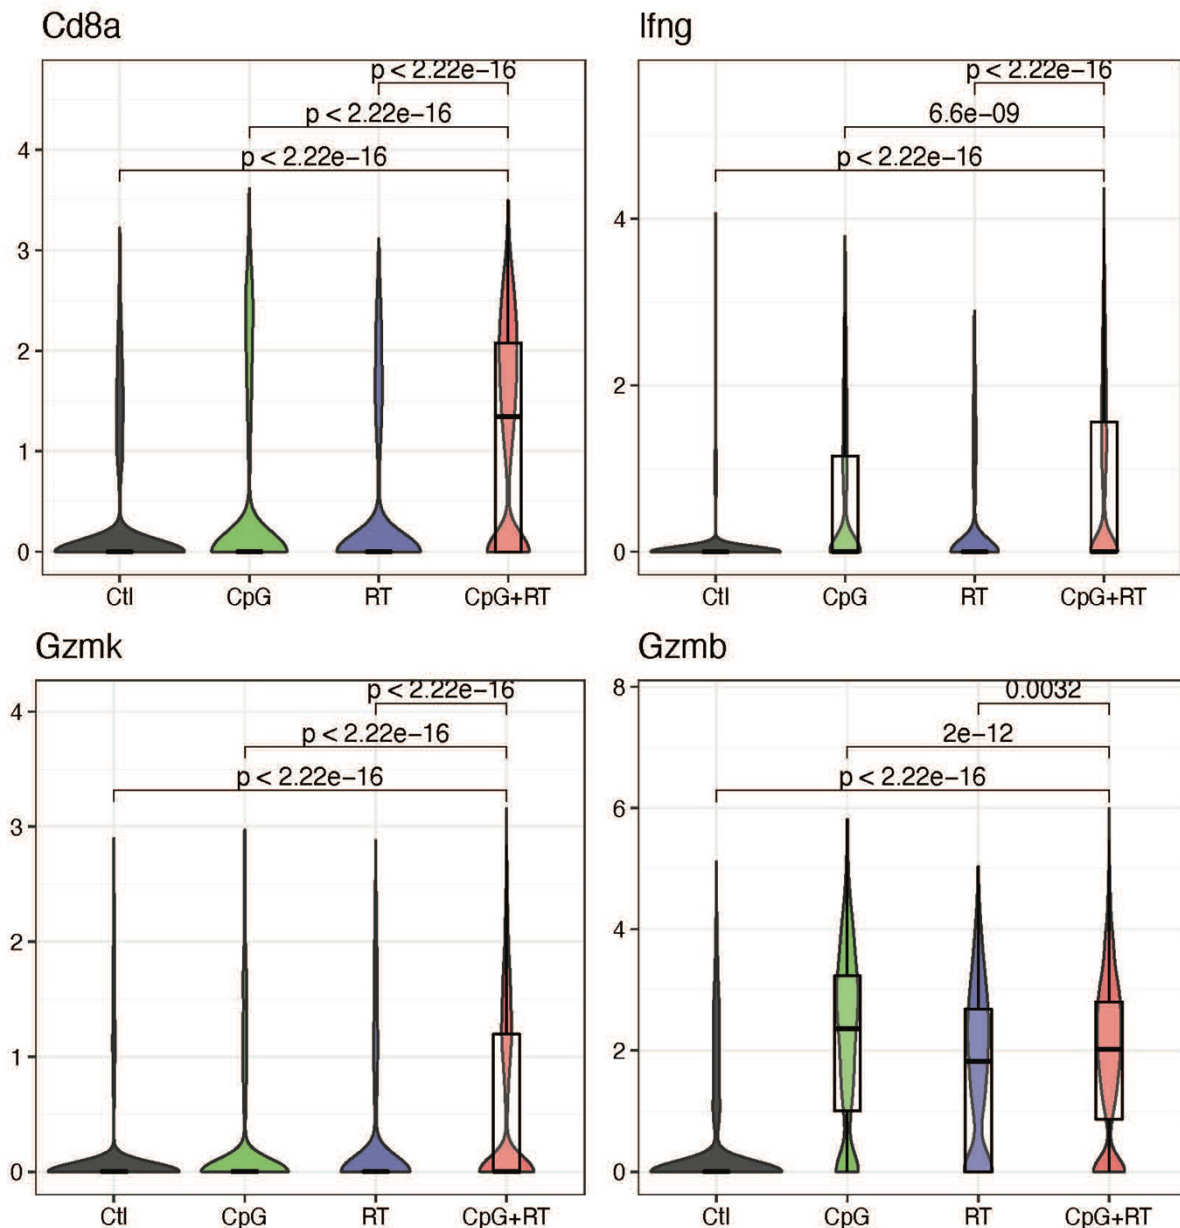 Cd8a
p < 2.22e−16
p < 2.22e−16
p < 2.22e−16
4
3
2
1
0
Ctl
CpG
RT
CpG+RT
Ifng
p < 2.22e−16
6.6e−09
p < 2.22e−16
4
2
0
Ctl
CpG
RT
CpG+RT
Gzmk
p < 2.22e−16
p < 2.22e−16
p < 2.22e−16
4
3
2
1
0
Ctl
CpG
RT
CpG+RT
Gzmb
0.0032
2e−12
p < 2.22e−16
8
6
4
2
0
Ctl
CpG
RT
CpG+RT